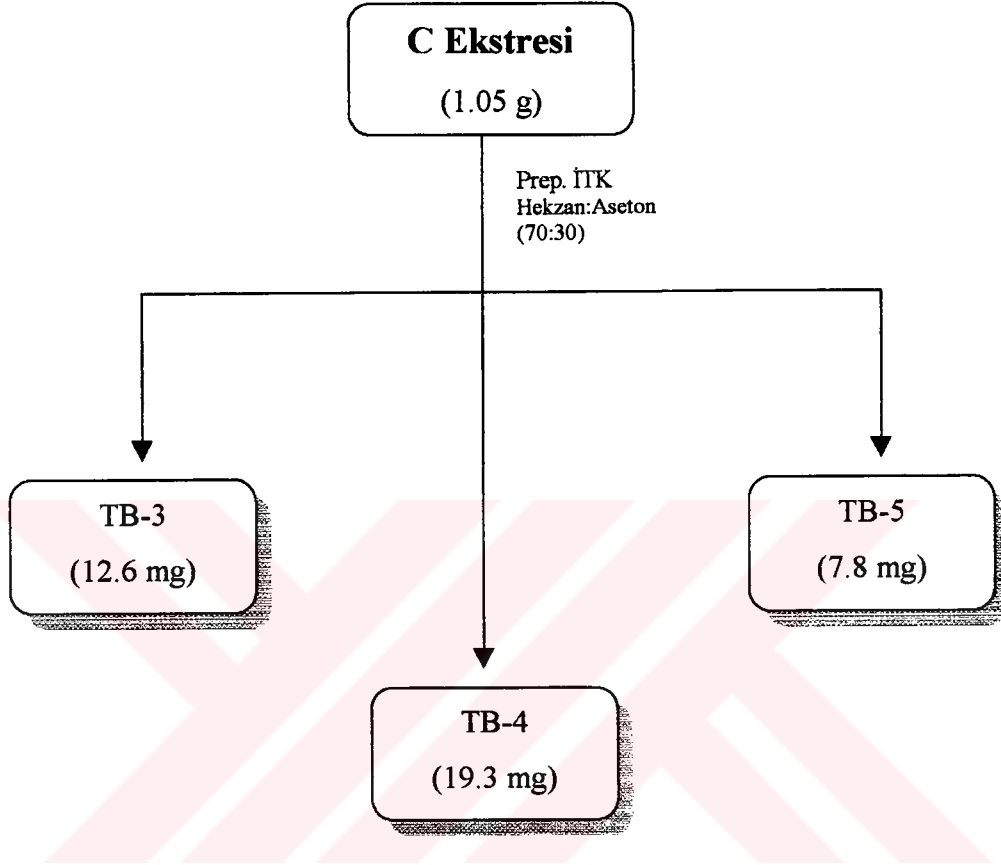 C Ekstresi
(1.05 g)
Prep. İTK
Hekzan:Aseton
(70:30)
TB-3
(12.6 mg)
TB-5
(7.8 mg)
TB-4
(19.3 mg)